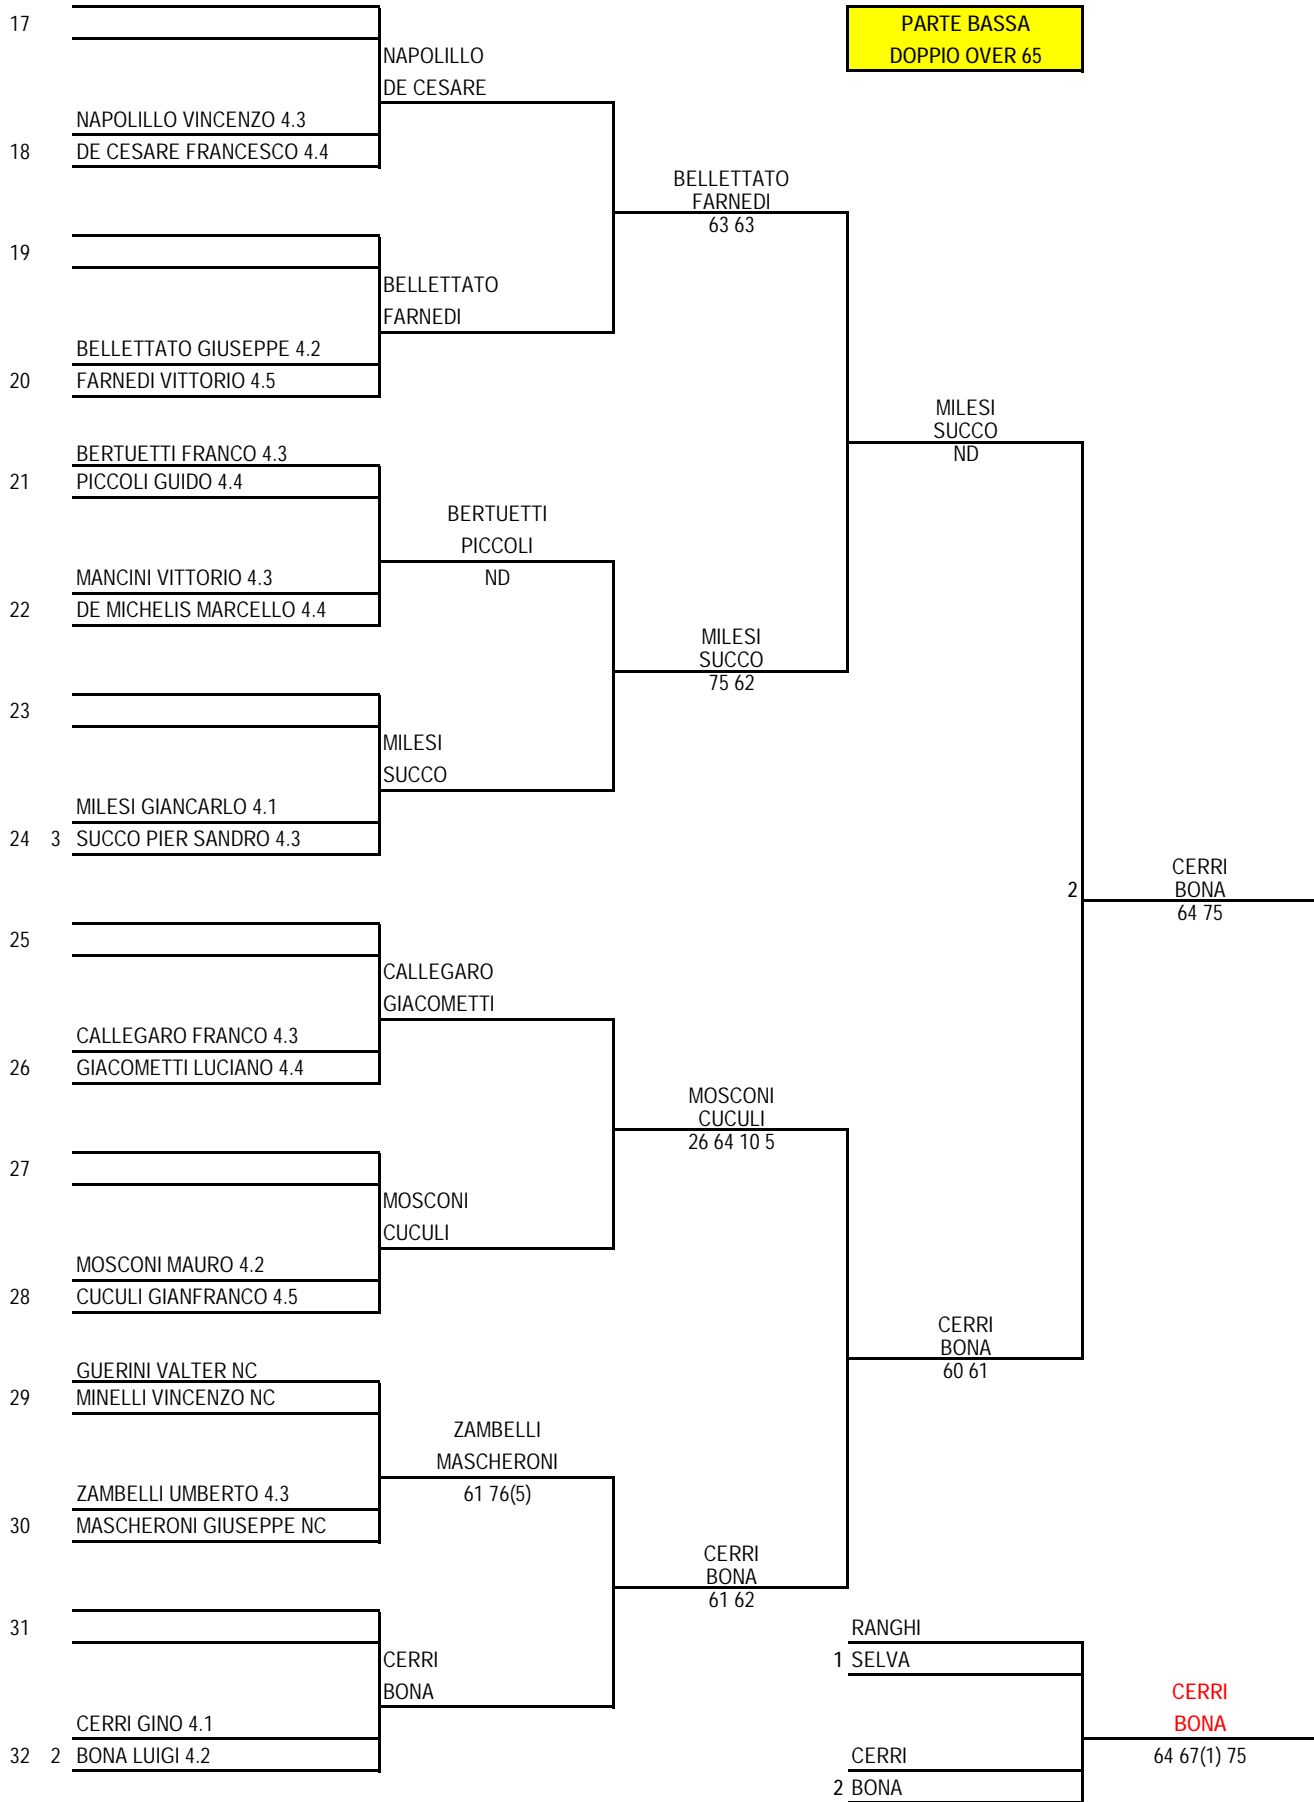 17
PARTE BASSA
DOPPIO OVER 65
NAPOLILLO
DE CESARE
NAPOLILLO VINCENZO 4.3
18 DE CESARE FRANCESCO 4.4
BELLETTATO
FARNEDI
63 63
19
BELLETTATO
FARNEDI
BELLETTATO GIUSEPPE 4.2
20 FARNEDI VITTORIO 4.5
MILESI
SUCCO
ND
BERTUETTI FRANCO 4.3
21 PICCOLI GUIDO 4.4
BERTUETTI
PICCOLI
ND
MANCINI VITTORIO 4.3
22 DE MICHELIS MARCELLO 4.4
MILESI
SUCCO
75 62
23
MILESI
SUCCO
MILESI GIANCARLO 4.1
24 3 SUCCO PIER SANDRO 4.3
2
CERRI
BONA
64 75
25
CALLEGARO
GIACOMETTI
CALLEGARO FRANCO 4.3
26 GIACOMETTI LUCIANO 4.4
MOSCONI
CUCULI
26 64 10 5
27
MOSCONI
CUCULI
MOSCONI MAURO 4.2
28 CUCULI GIANFRANCO 4.5
CERRI
BONA
60 61
GUERINI VALTER NC
29 MINELLI VINCENZO NC
ZAMBELLI
MASCHERONI
61 76(5)
ZAMBELLI UMBERTO 4.3
30 MASCHERONI GIUSEPPE NC
CERRI
BONA
61 62
31
CERRI
BONA
CERRI GINO 4.1
32 2 BONA LUIGI 4.2
RANGHI
1 SELVA
CERRI
BONA
64 67(1) 75
CERRI
2 BONA